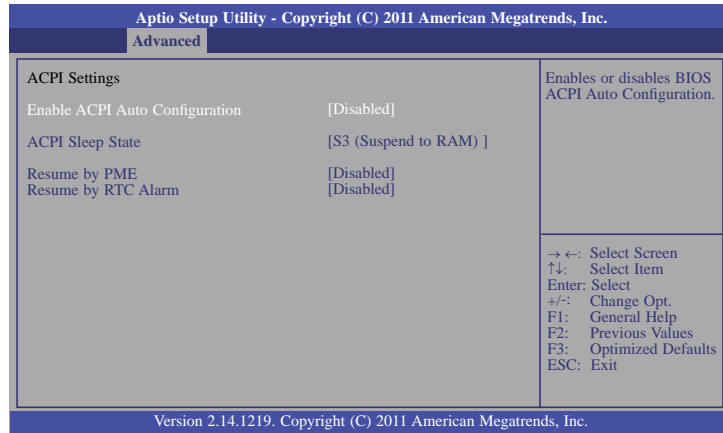 Aptio Setup Utility - Copyright (C) 2011 American Megatrends, Inc.
Advanced
ACPI Settings
Enable ACPI Auto Configuration [Disabled]
ACPI Sleep State [S3 (Suspend to RAM) ]
Resume by PME [Disabled]
Resume by RTC Alarm [Disabled]
Enables or disables BIOS
ACPI Auto Configuration.
→ ←: Select Screen
↑↓: Select Item
Enter: Select
+/-: Change Opt.
F1: General Help
F2: Previous Values
F3: Optimized Defaults
ESC: Exit
Version 2.14.1219. Copyright (C) 2011 American Megatrends, Inc.